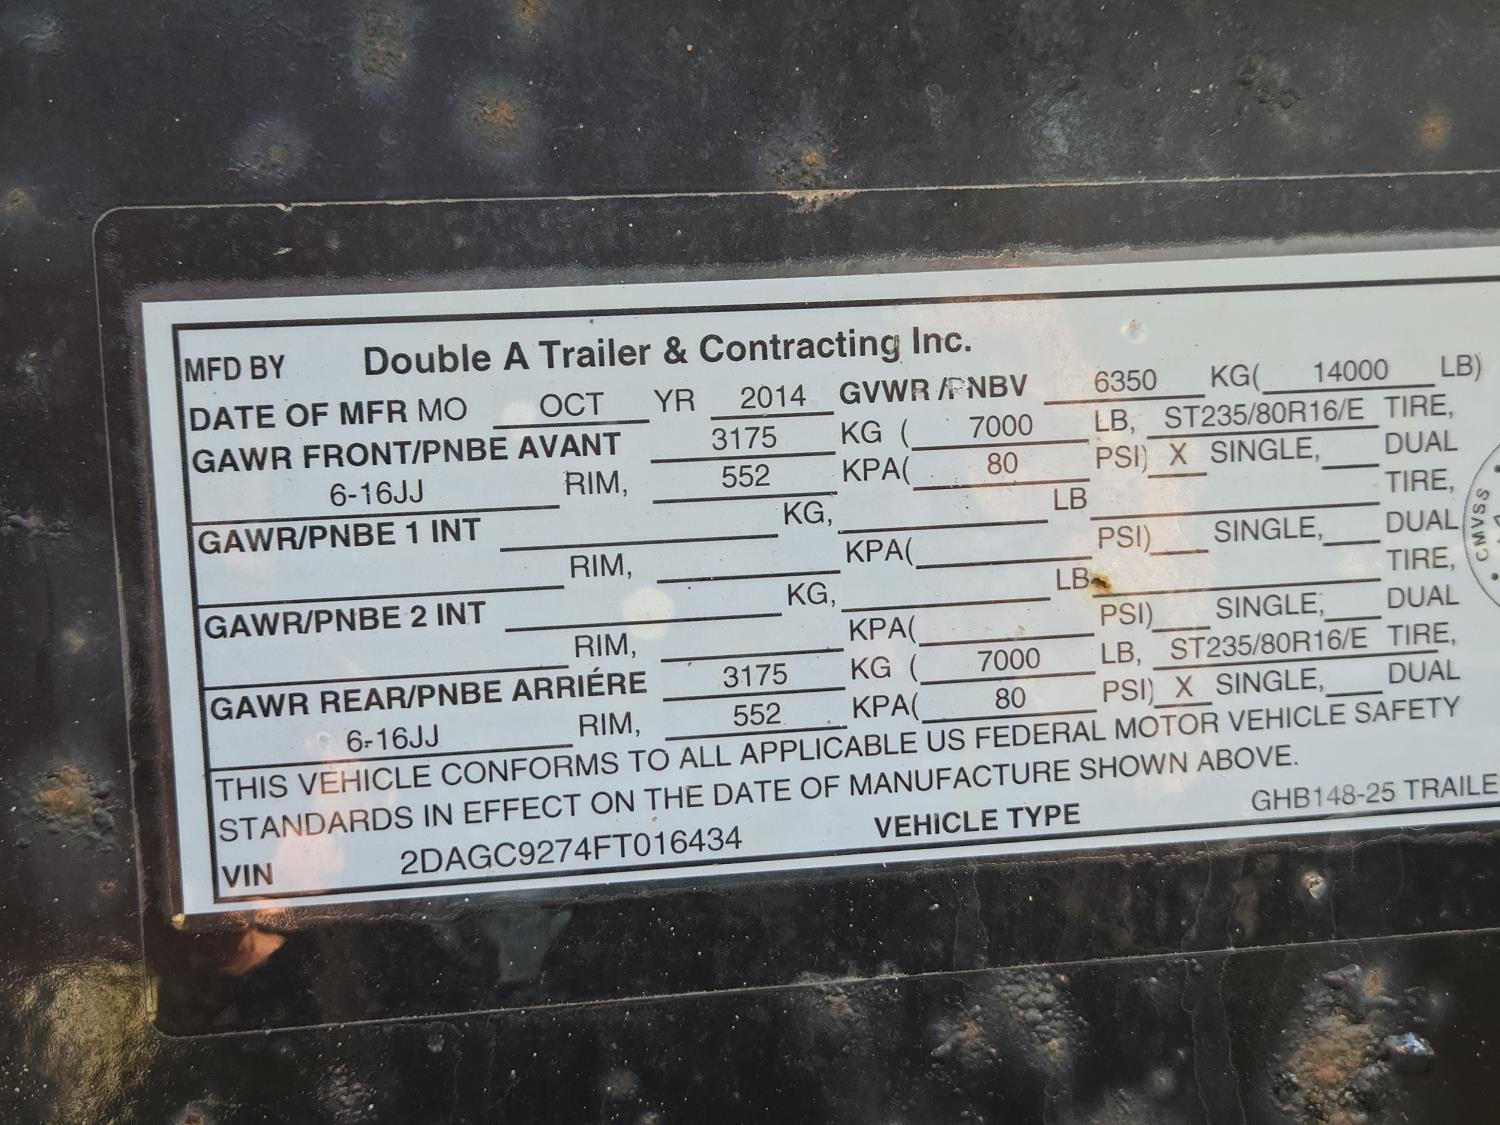 MFD BY Double A Trailer & Contracting Inc.
DATE OF MFR MO OCT YR 2014 GVWR /PNBV 6350 KG( 14000 LB)
GAWR FRONT/PNBE AVANT 3175 KG ( 7000 LB, ST235/80R16/E TIRE,
6-16JJ RIM, 552 KPA( 80 PSI) X SINGLE, DUAL
GAWR/PNBE 1 INT KG, LB TIRE,
RIM, KPA( PSI) SINGLE, DUAL
GAWR/PNBE 2 INT KG, LB TIRE,
RIM, KPA( PSI) SINGLE, DUAL
GAWR REAR/PNBE ARRIÉRE 3175 KG ( 7000 LB, ST235/80R16/E TIRE,
6-16JJ RIM, 552 KPA( 80 PSI) X SINGLE, DUAL
THIS VEHICLE CONFORMS TO ALL APPLICABLE US FEDERAL MOTOR VEHICLE SAFETY
STANDARDS IN EFFECT ON THE DATE OF MANUFACTURE SHOWN ABOVE.
VIN 2DAGC9274FT016434 VEHICLE TYPE GHB148-25 TRAILE
CMVSS